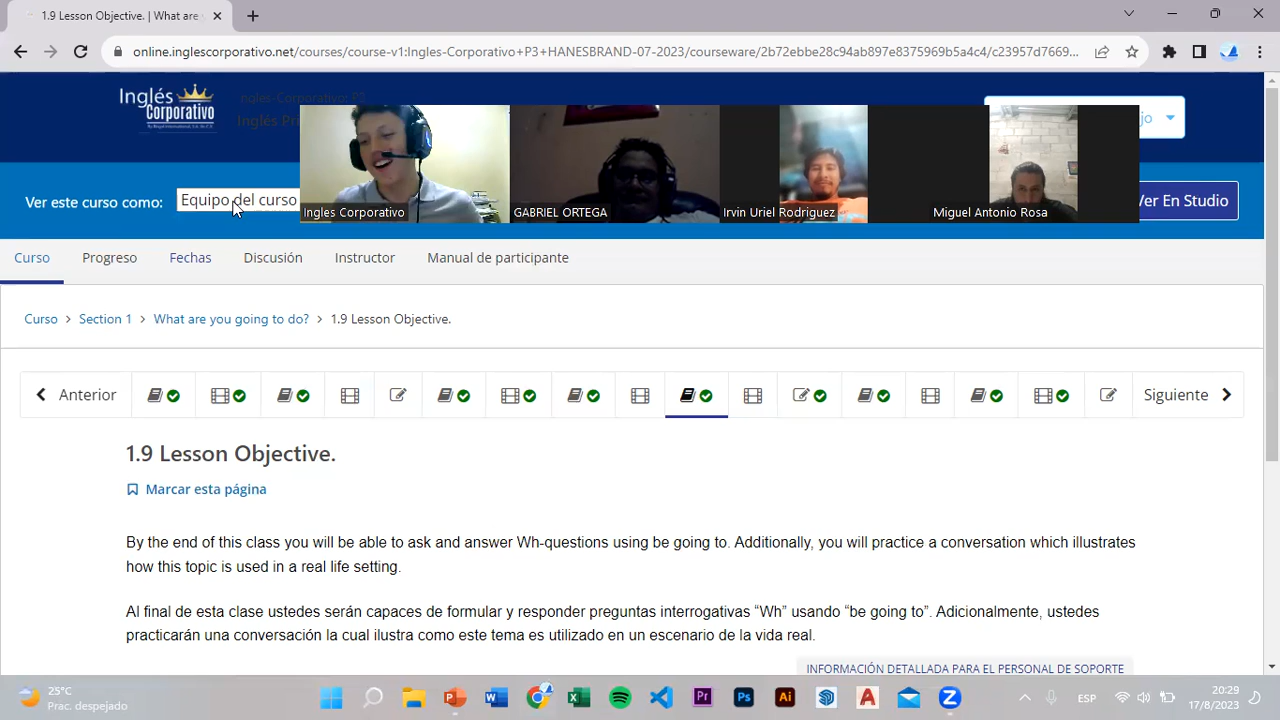 1.9 Lesson Objective. | What are
online.inglescorporativo.net/courses/course-v1:Ingles-Corporativo+P3+HANESBRAND-07-2023/courseware/2b72ebbe28c94ab897e8375969b5a4c4/c23957d7669...
Inglés
Corporativo
Ingles-Corporativo: P3
Inglés Pri
jo
Ver este curso como:
Equipo del curso
Ver En Studio
Ingles Corporativo
GABRIEL ORTEGA
Irvin Uriel Rodriguez
Miguel Antonio Rosa
Curso
Progreso
Fechas
Discusión
Instructor
Manual de participante
Curso > Section 1 > What are you going to do? > 1.9 Lesson Objective.
Anterior
Siguiente
1.9 Lesson Objective.
Marcar esta página
By the end of this class you will be able to ask and answer Wh-questions using be going to. Additionally, you will practice a conversation which illustrates
how this topic is used in a real life setting.
Al final de esta clase ustedes serán capaces de formular y responder preguntas interrogativas “Wh” usando “be going to”. Adicionalmente, ustedes
practicarán una conversación la cual ilustra como este tema es utilizado en un escenario de la vida real.
INFORMACIÓN DETALLADA PARA EL PERSONAL DE SOPORTE
25°C
Prac. despejado
ESP
20:29
17/8/2023